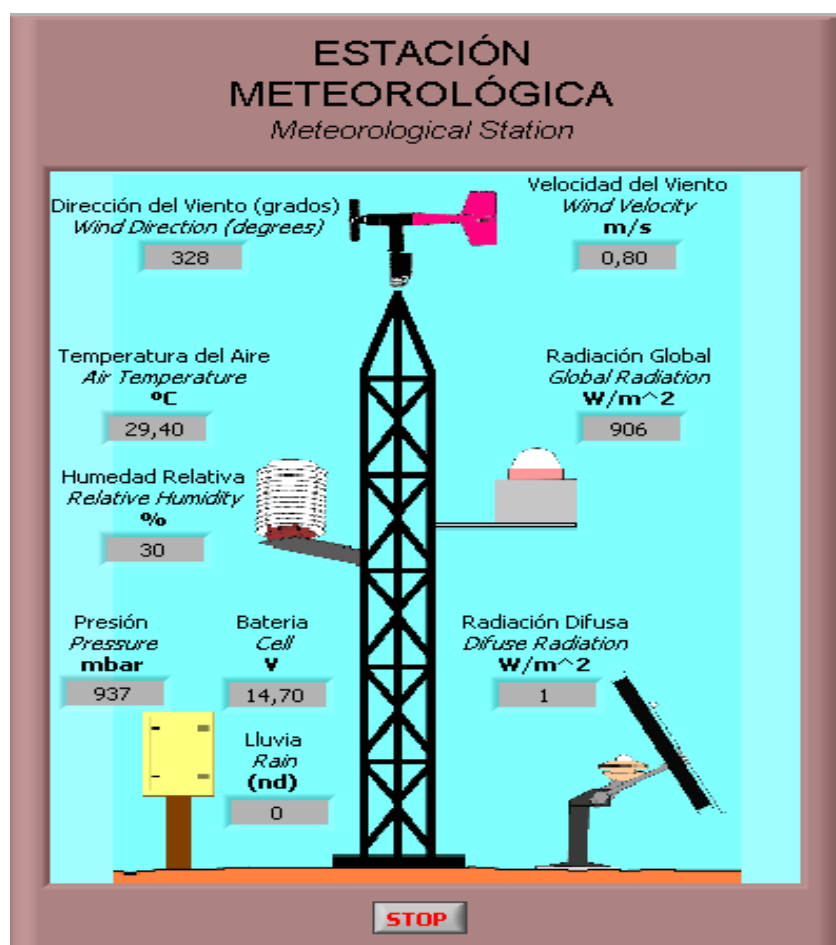 ESTACIÓN
METEOROLÓGICA
Meteorological Station
Dirección del Viento (grados)
Wind Direction (degrees)
328
Velocidad del Viento
Wind Velocity
m/s
0,80
Temperatura del Aire
Air Temperature
ºC
29,40
Radiación Global
Global Radiation
W/m^2
906
Humedad Relativa
Relative Humidity
%
30
Presión
Pressure
mbar
937
Bateria
Cell
V
14,70
Radiación Difusa
Difuse Radiation
W/m^2
1
Lluvia
Rain
(nd)
0
STOP